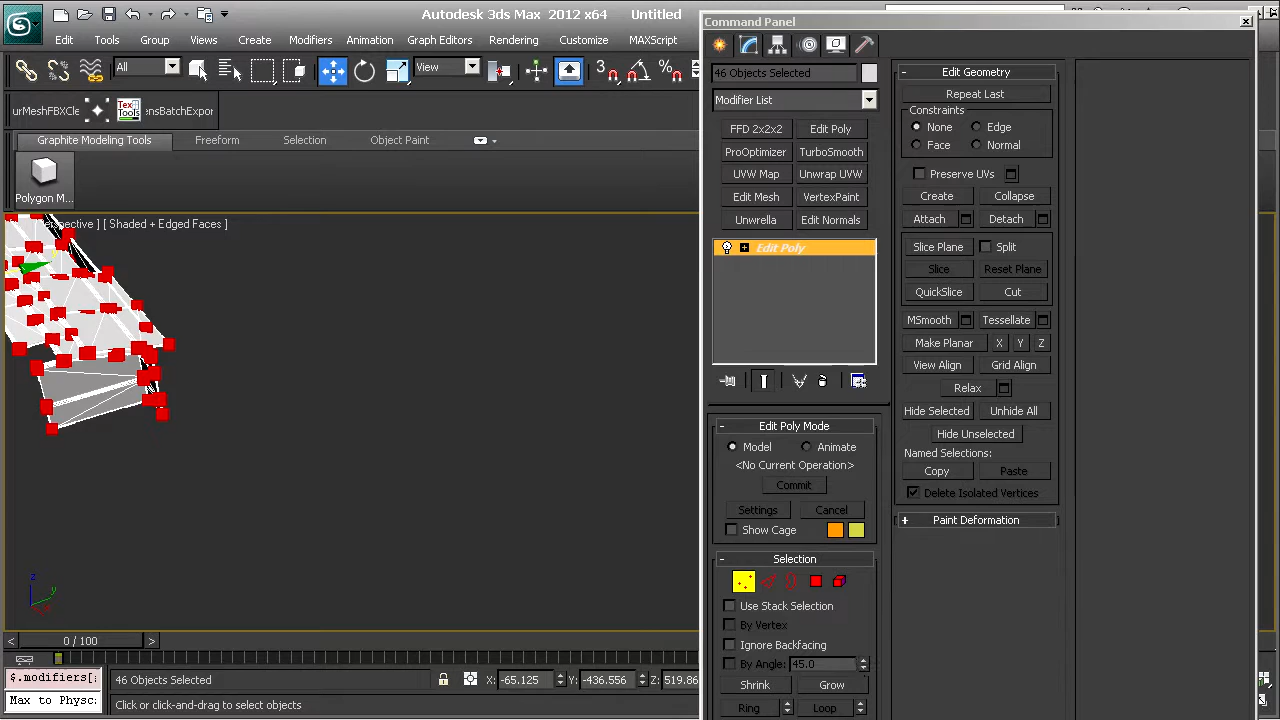 Autodesk 3ds Max 2012 x64 Untitled
Edit Tools Group Views Create Modifiers Animation Graph Editors Rendering Customize MAXScript
All
View
3
%
urMeshFBXCle
Tex Tools
nsBashExpor
Graphite Modeling Tools Freeform Selection Object Paint
Polygon M...
erspective ] [ Shaded + Edged Faces ]
z
Command Panel
46 Objects Selected
Modifier List
FFD 2x2x2 Edit Poly
ProOptimizer TurboSmooth
UVW Map Unwrap UVW
Edit Mesh VertexPaint
Unwrella Edit Normals
Edit Poly
Edit Poly Mode
Model Animate
<No Current Operation>
Commit
Settings Cancel
Show Cage
Selection
Use Stack Selection
By Vertex
Ignore Backfacing
By Angle: 45.0
Shrink Grow
Ring Loop
Edit Geometry
Repeat Last
Constraints
None Edge
Face Normal
Preserve UVs
Create Collapse
Attach Detach
Slice Plane Split
Slice Reset Plane
QuickSlice Cut
MSmooth Tessellate
Make Planar X Y Z
View Align Grid Align
Relax
Hide Selected Unhide All
Hide Unselected
Named Selections:
Copy Paste
Delete Isolated Vertices
Paint Deformation
< 0 / 100 >
$.modifiers[:
Max to Physc
46 Objects Selected
X: -65.125 Y: -436.556 Z: 519.86
Click or click-and-drag to select objects